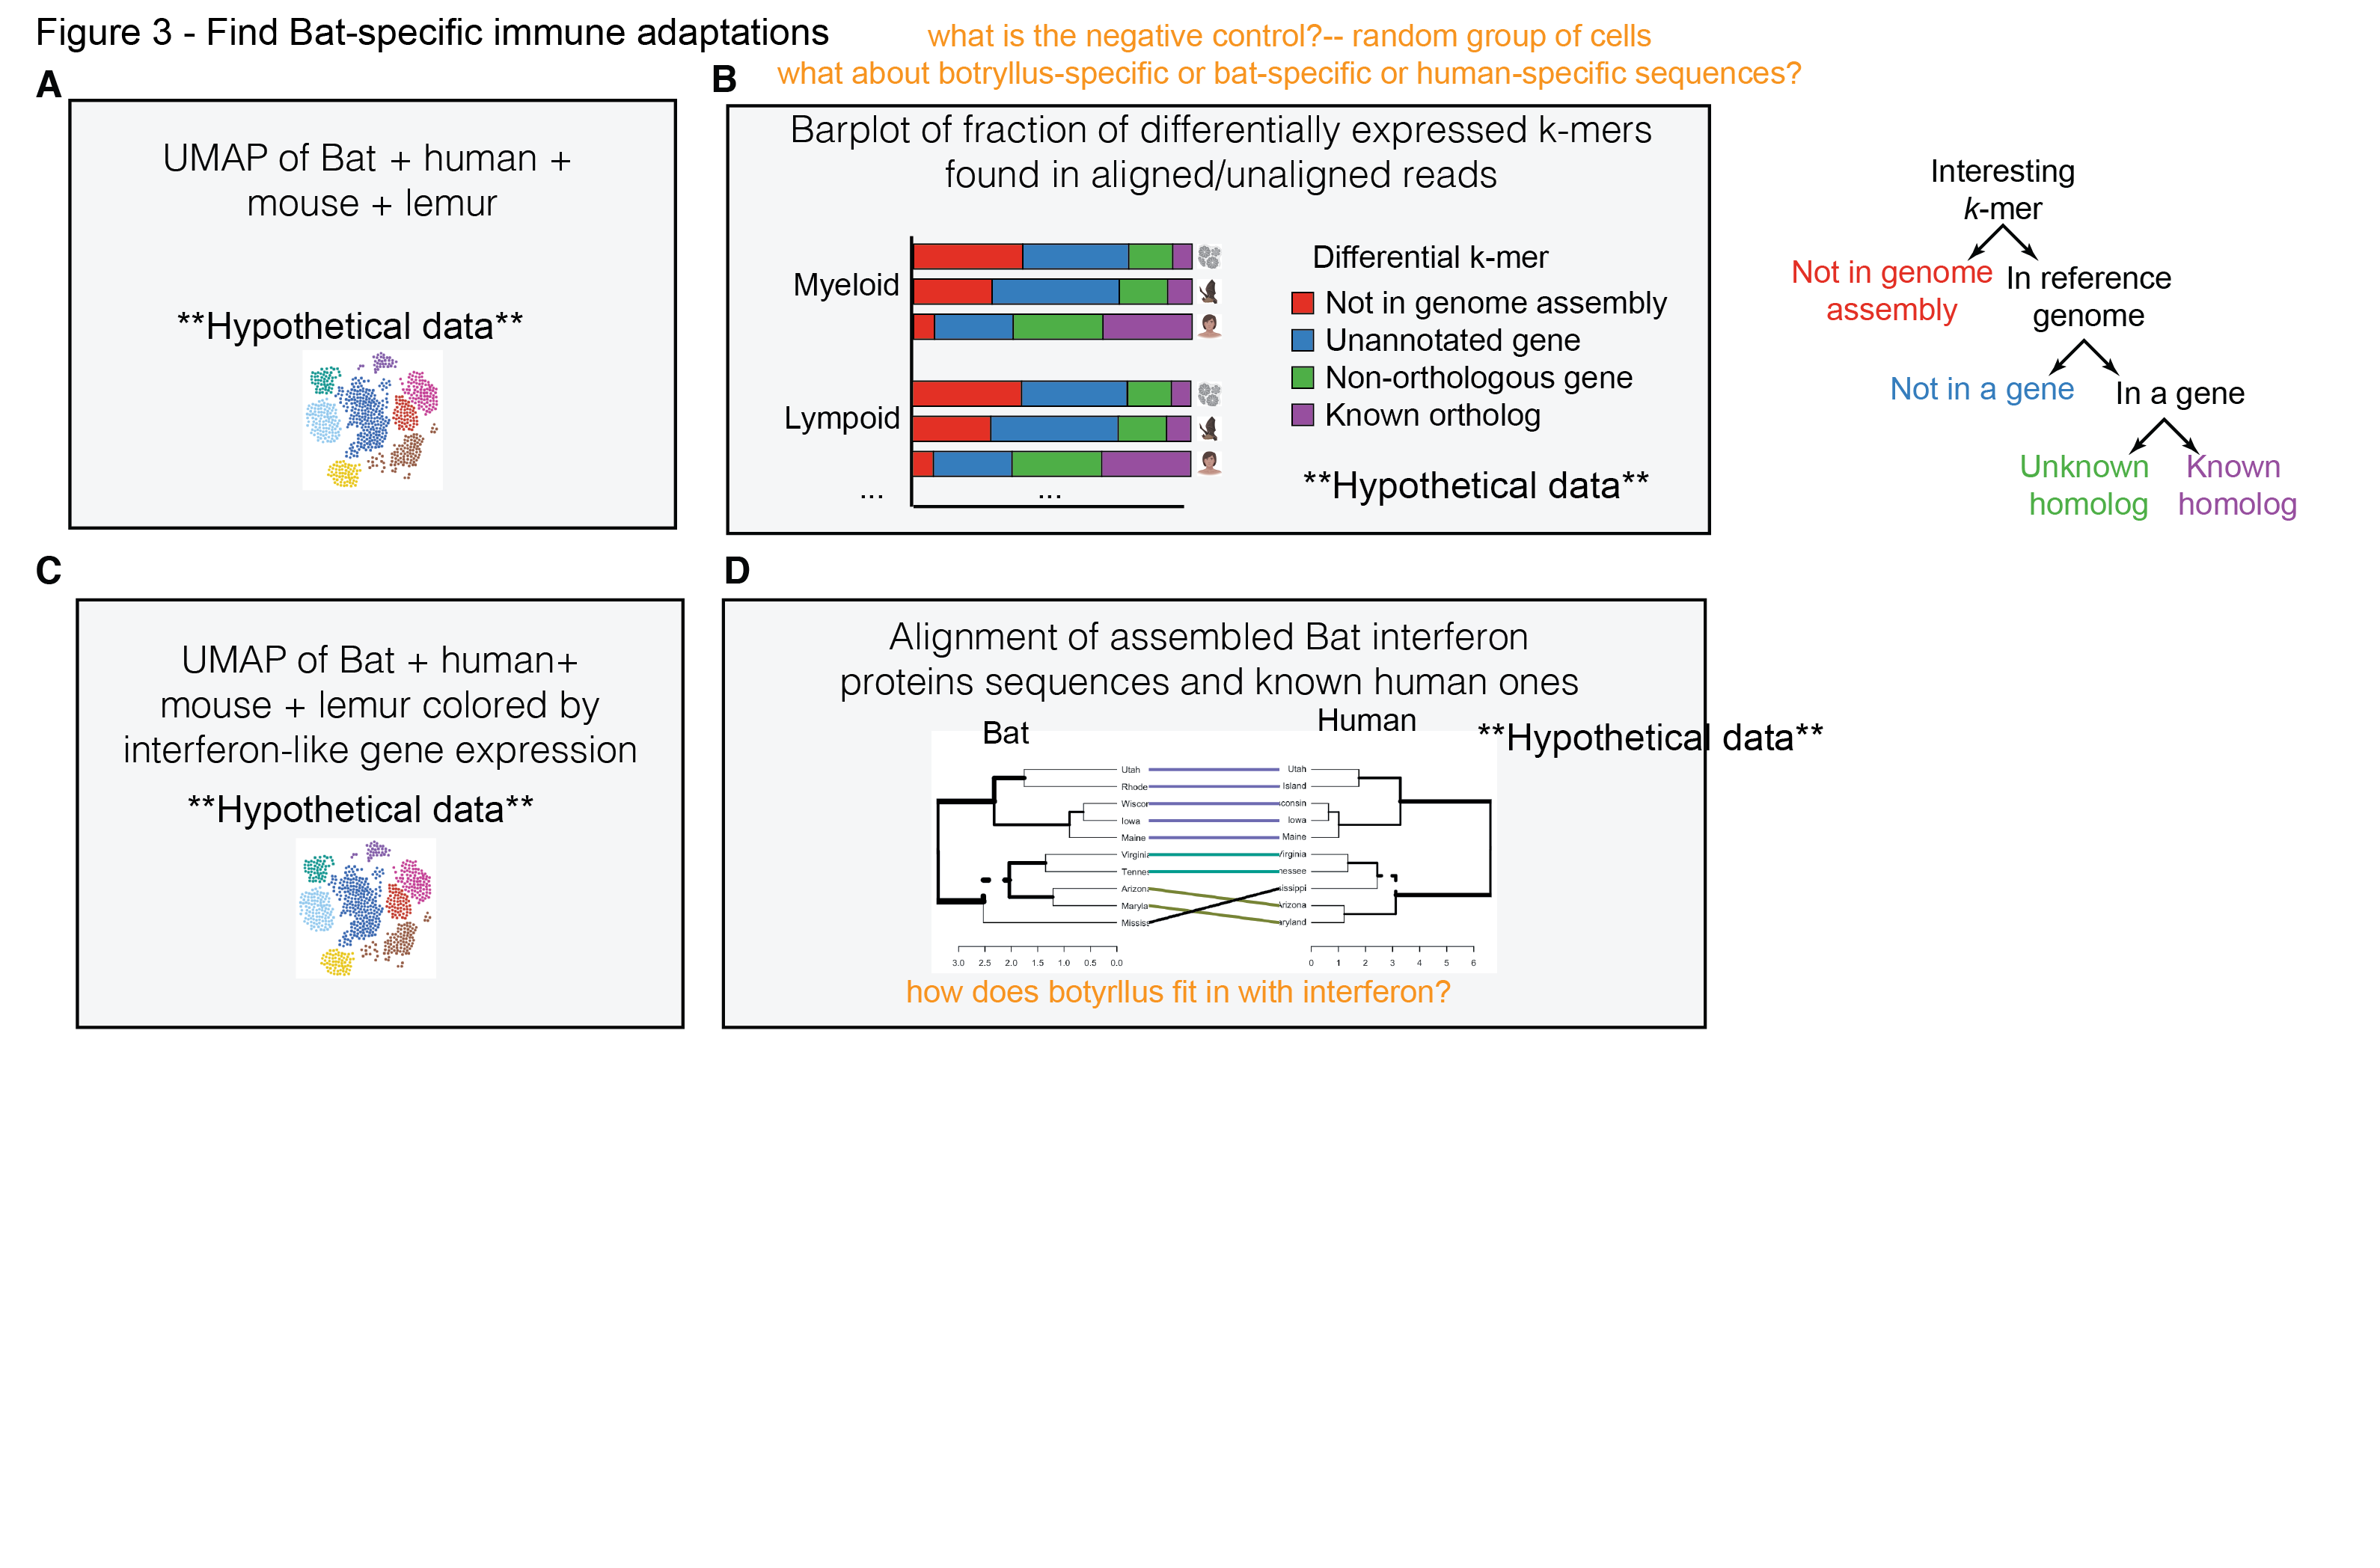 Figure 3 - Find Bat-specific immune adaptations
what is the negative control?-- random group of cells
what about botryllus-specific or bat-specific or human-specific sequences?
A
UMAP of Bat + human +
mouse + lemur
**Hypothetical data**
B
Barplot of fraction of differentially expressed k-mers
found in aligned/unaligned reads
Myeloid
Lympoid
...
...
Differential k-mer
Not in genome assembly
Unannotated gene
Non-orthologous gene
Known ortholog
**Hypothetical data**
Interesting
k-mer
Not in genome
assembly
In reference
genome
Not in a gene
In a gene
Unknown
homolog
Known
homolog
C
UMAP of Bat + human+
mouse + lemur colored by
interferon-like gene expression
**Hypothetical data**
D
Alignment of assembled Bat interferon
proteins sequences and known human ones
Bat
Human
**Hypothetical data**
Utah
Rhode
Wiscor
Iowa
Maine
Virgini
Tenne
Arizon
Maryla
Missis
Utah
Island
consin
Iowa
Maine
Virginia
nessee
issippi
Arizona
aryland
3.0 2.5 2.0 1.5 1.0 0.5 0.0
0 1 2 3 4 5 6
how does botyrllus fit in with interferon?